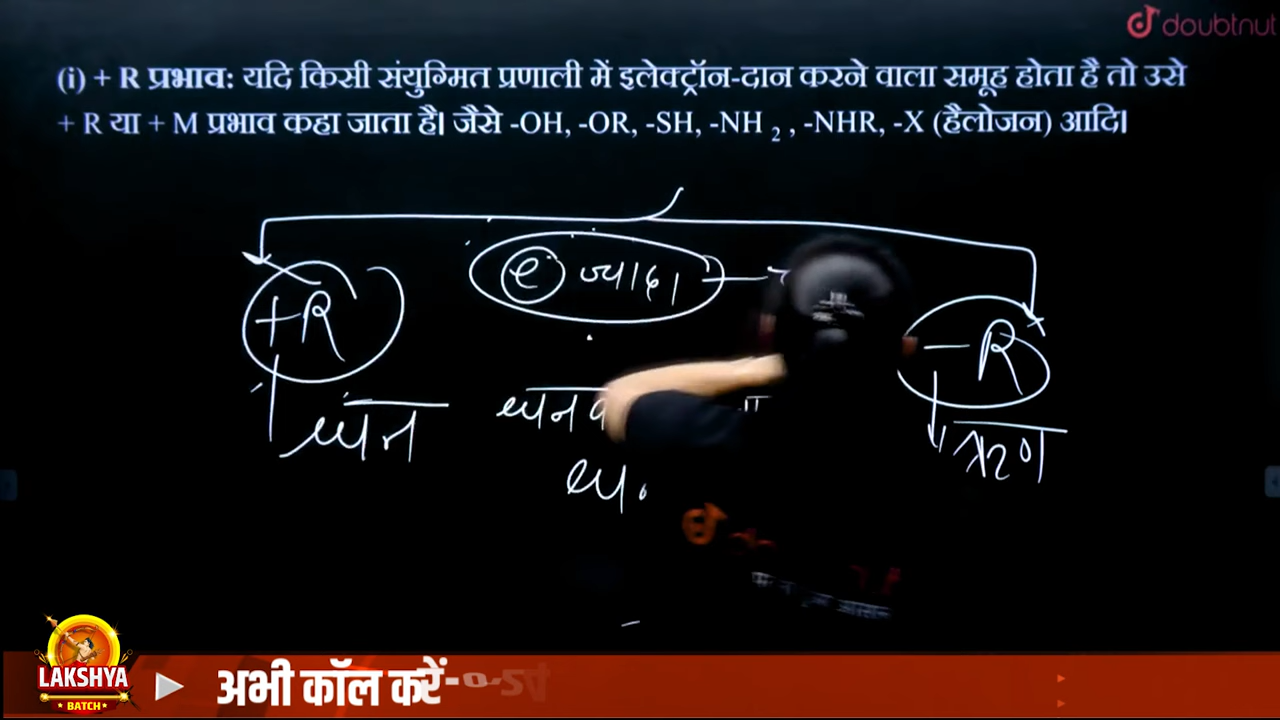 doubtnut
(i) + R प्रभाव: यदि किसी संयुग्मित प्रणाली में इलेक्ट्रॉन-दान करने वाला समूह होता है तो उसे
+ R या + M प्रभाव कहा जाता है। जैसे -OH, -OR, -SH, -NH 2 , -NHR, -X (हैलोजन) आदि।
e ज्यादा
+R
-R
धन
धन
ऋण
LAKSHYA
BATCH
अभी कॉल करें